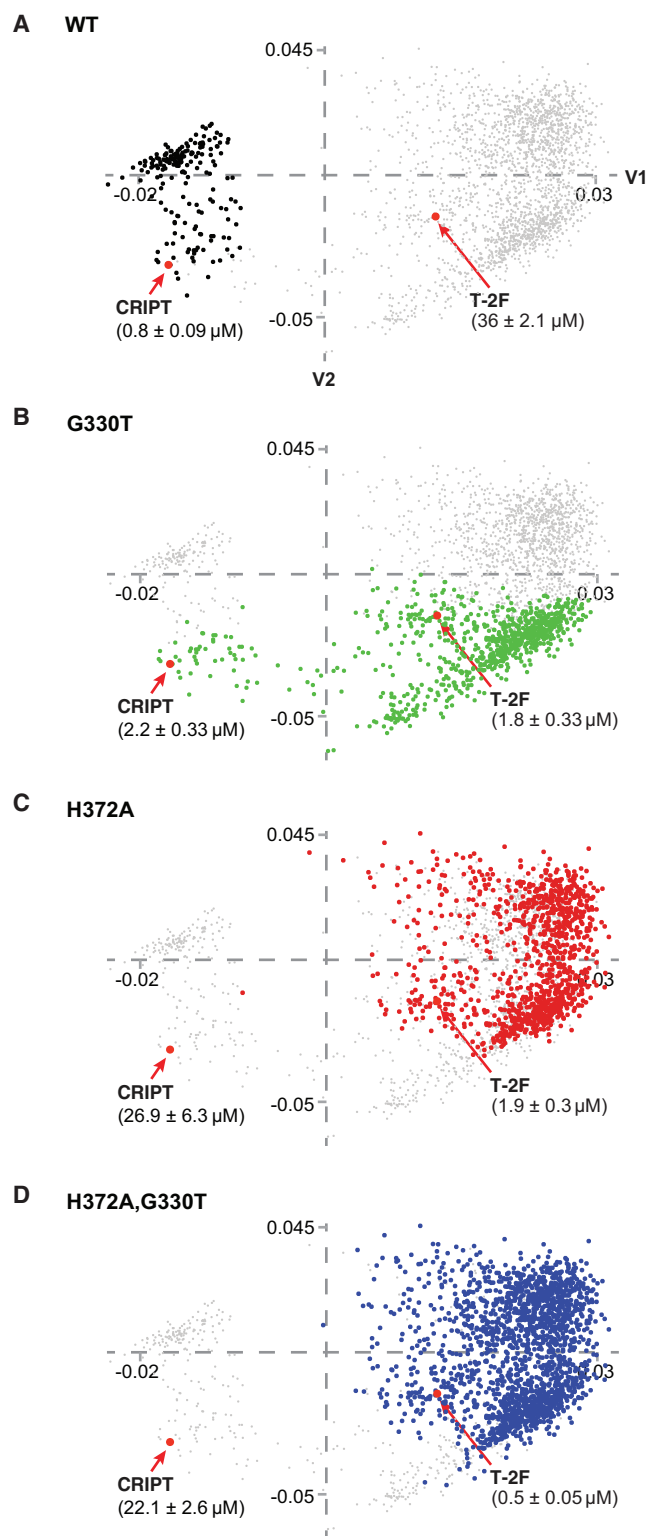 A WT
0.045
V1
-0.02
0.03
CRIPT
(0.8 ± 0.09 µM)
T-2F
(36 ± 2.1 µM)
-0.05
V2
B G330T
0.045
-0.02
0.03
CRIPT
(2.2 ± 0.33 µM)
T-2F
(1.8 ± 0.33 µM)
-0.05
C H372A
0.045
-0.02
0.03
CRIPT
(26.9 ± 6.3 µM)
T-2F
(1.9 ± 0.3 µM)
-0.05
D H372A,G330T
0.045
-0.02
0.03
CRIPT
(22.1 ± 2.6 µM)
T-2F
(0.5 ± 0.05 µM)
-0.05